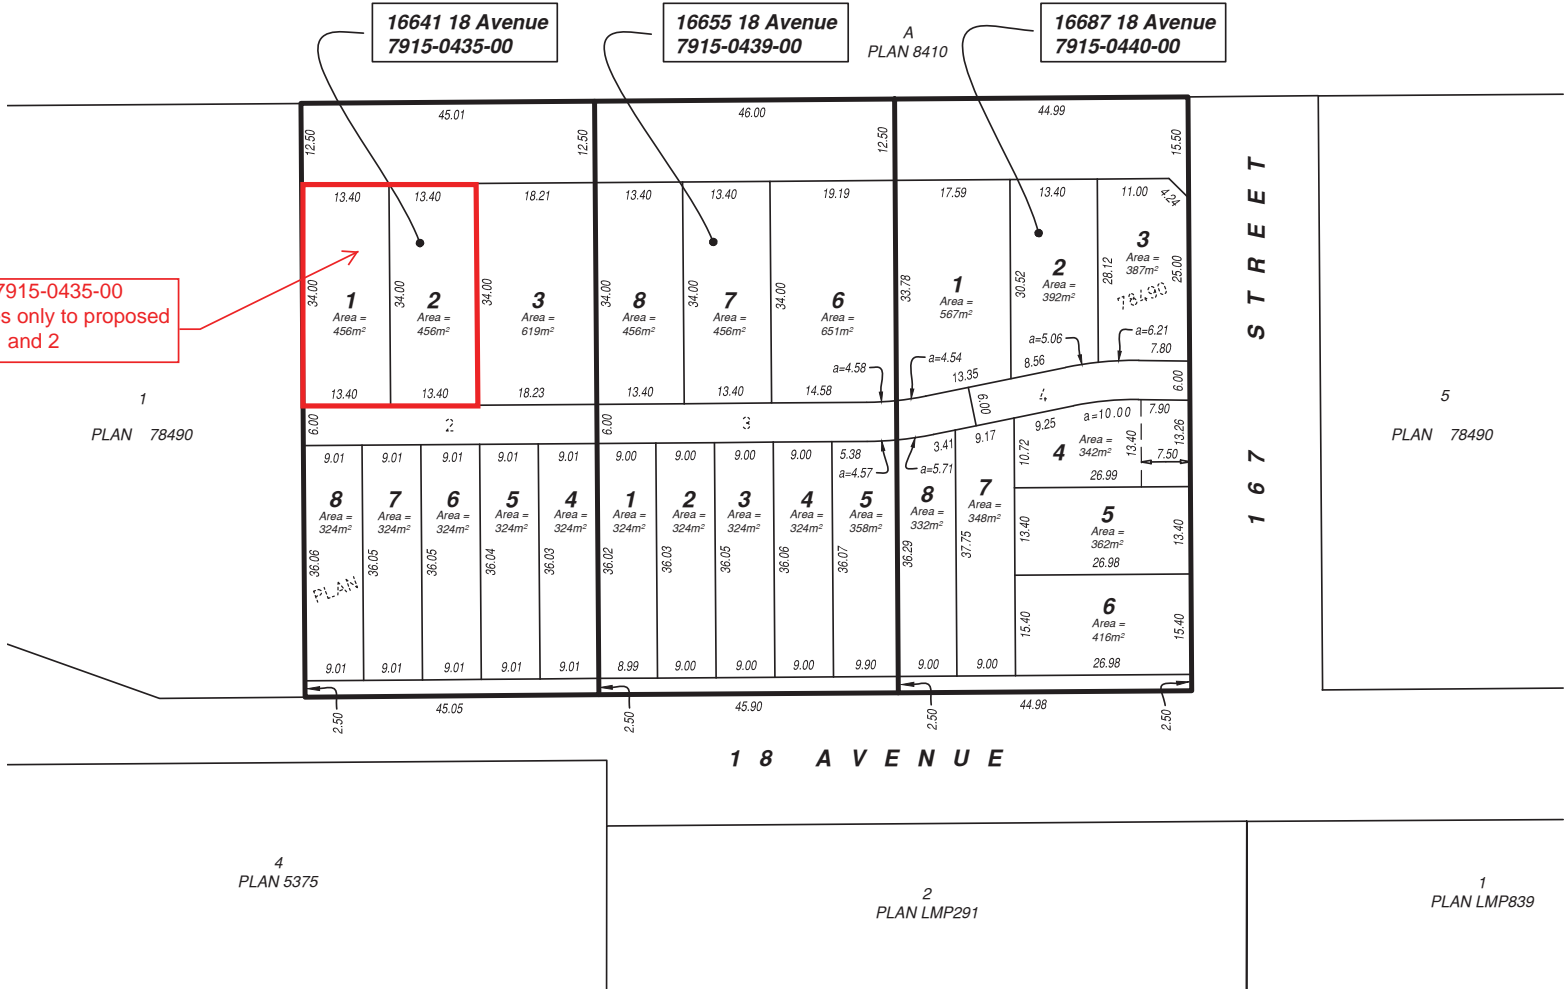 16641 18 Avenue
7915-0435-00
16655 18 Avenue
7915-0439-00
16687 18 Avenue
7915-0440-00
A
PLAN 8410
45.01
46.00
44.99
12.50
12.50
12.50
15.50
13.40
13.40
18.21
13.40
13.40
19.19
17.59
13.40
11.00
4.24
34.00
34.00
34.00
34.00
34.00
34.00
33.78
30.52
28.12
25.00
1
Area =
456m²
2
Area =
456m²
3
Area =
619m²
8
Area =
456m²
7
Area =
456m²
6
Area =
651m²
1
Area =
567m²
2
Area =
392m²
3
Area =
387m²
78490
7915-0435-00
s only to proposed
and 2
13.40
13.40
18.23
13.40
13.40
14.58
a=4.58
a=4.54
13.35
8.56
a=5.06
a=6.21
7.80
6.00
2
6.00
3
6.00
4
6.00
1
PLAN 78490
5
PLAN 78490
9.01
9.01
9.01
9.01
9.01
9.00
9.00
9.00
9.00
5.38
a=4.57
a=5.71
3.41
9.17
9.25
a=10.00
7.90
10.72
13.40
13.26
7.50
4
Area =
342m²
26.99
8
Area =
324m²
7
Area =
324m²
6
Area =
324m²
5
Area =
324m²
4
Area =
324m²
1
Area =
324m²
2
Area =
324m²
3
Area =
324m²
4
Area =
324m²
5
Area =
358m²
8
Area =
332m²
7
Area =
348m²
5
Area =
362m²
26.98
13.40
13.40
36.06
36.05
36.05
36.04
36.03
36.02
36.03
36.05
36.06
36.07
36.29
37.75
PLAN
6
Area =
416m²
26.98
15.40
15.40
9.01
9.01
9.01
9.01
9.01
8.99
9.00
9.00
9.00
9.90
9.00
9.00
2.50
45.05
2.50
45.90
2.50
44.98
2.50
167 STREET
18 AVENUE
4
PLAN 5375
2
PLAN LMP291
1
PLAN LMP839